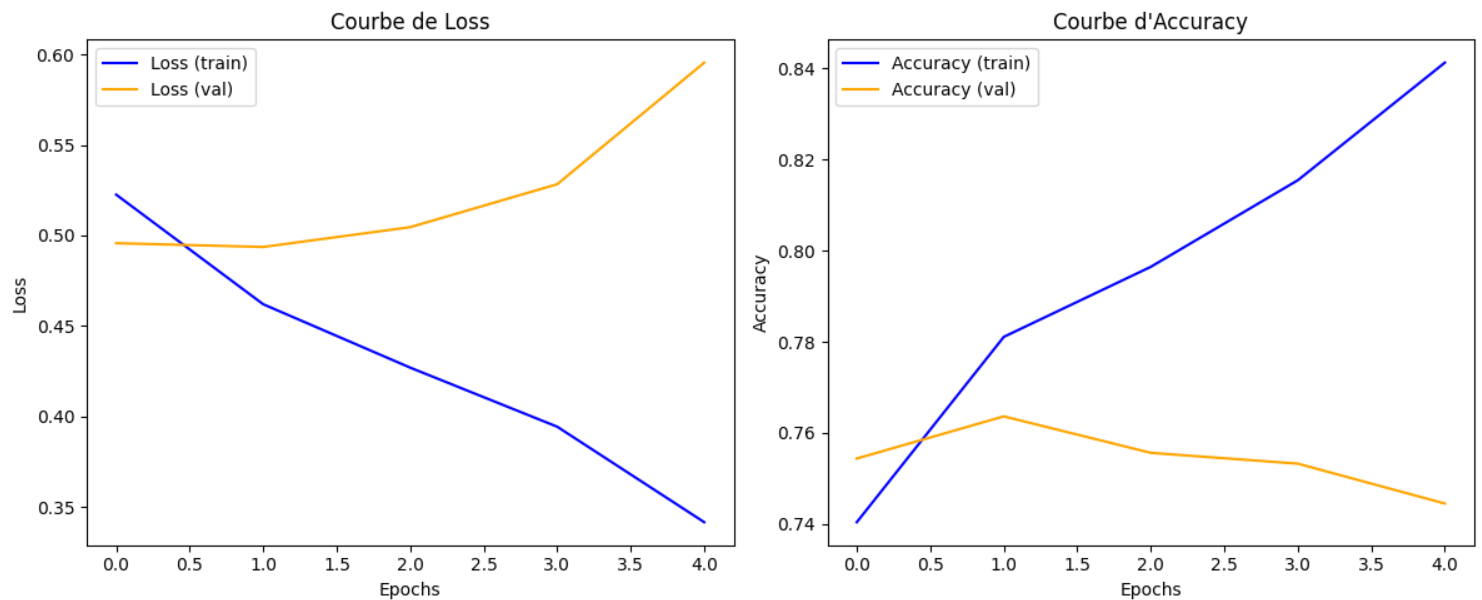 Courbe de Loss
Loss (train)
Loss (val)
0.60
0.55
0.50
0.45
0.40
0.35
Loss
0.0 0.5 1.0 1.5 2.0 2.5 3.0 3.5 4.0
Epochs
Courbe d'Accuracy
Accuracy (train)
Accuracy (val)
0.84
0.82
0.80
0.78
0.76
0.74
Accuracy
0.0 0.5 1.0 1.5 2.0 2.5 3.0 3.5 4.0
Epochs